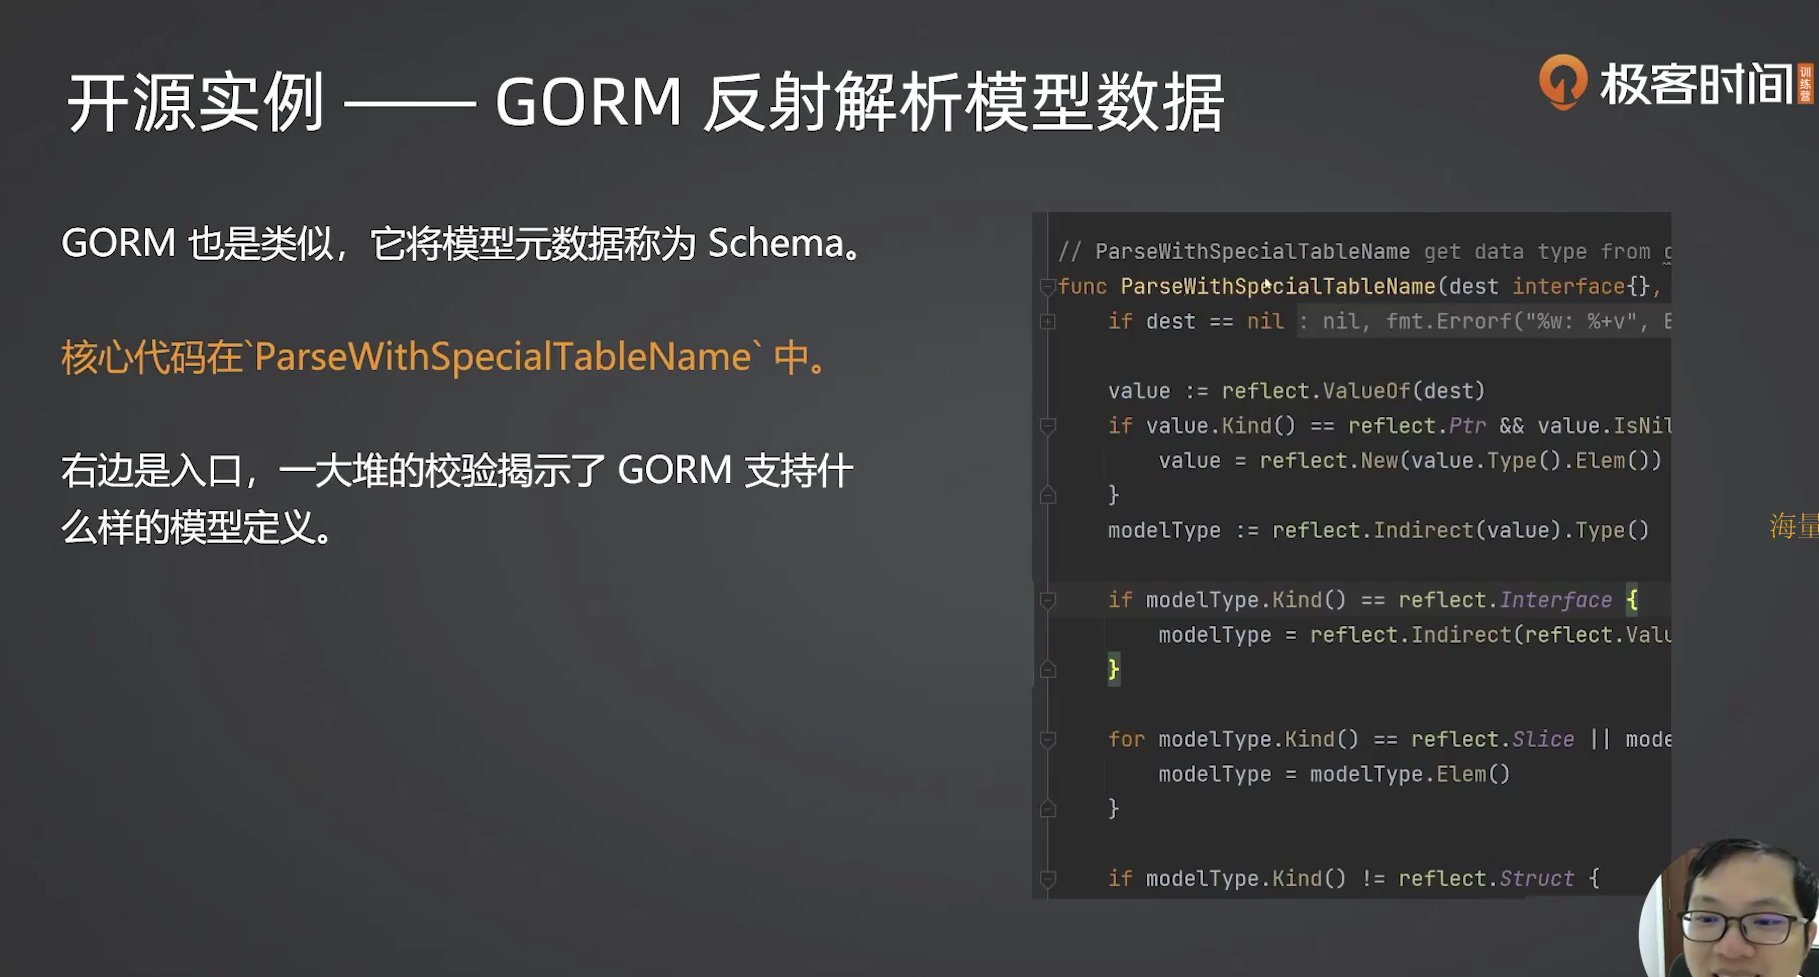 开源实例 —— GORM 反射解析模型数据
极客时间
训练营
GORM 也是类似，它将模型元数据称为 Schema。
核心代码在`ParseWithSpecialTableName` 中。
右边是入口，一大堆的校验揭示了 GORM 支持什
么样的模型定义。
// ParseWithSpecialTableName get data type from
func ParseWithSpecialTableName(dest interface{},
if dest == nil : nil, fmt.Errorf("%w: %+v", E
value := reflect.ValueOf(dest)
if value.Kind() == reflect.Ptr && value.IsNil
value = reflect.New(value.Type().Elem())
}
modelType := reflect.Indirect(value).Type()
if modelType.Kind() == reflect.Interface {
modelType = reflect.Indirect(reflect.Valu
}
for modelType.Kind() == reflect.Slice || mode
modelType = modelType.Elem()
}
if modelType.Kind() != reflect.Struct {
海量